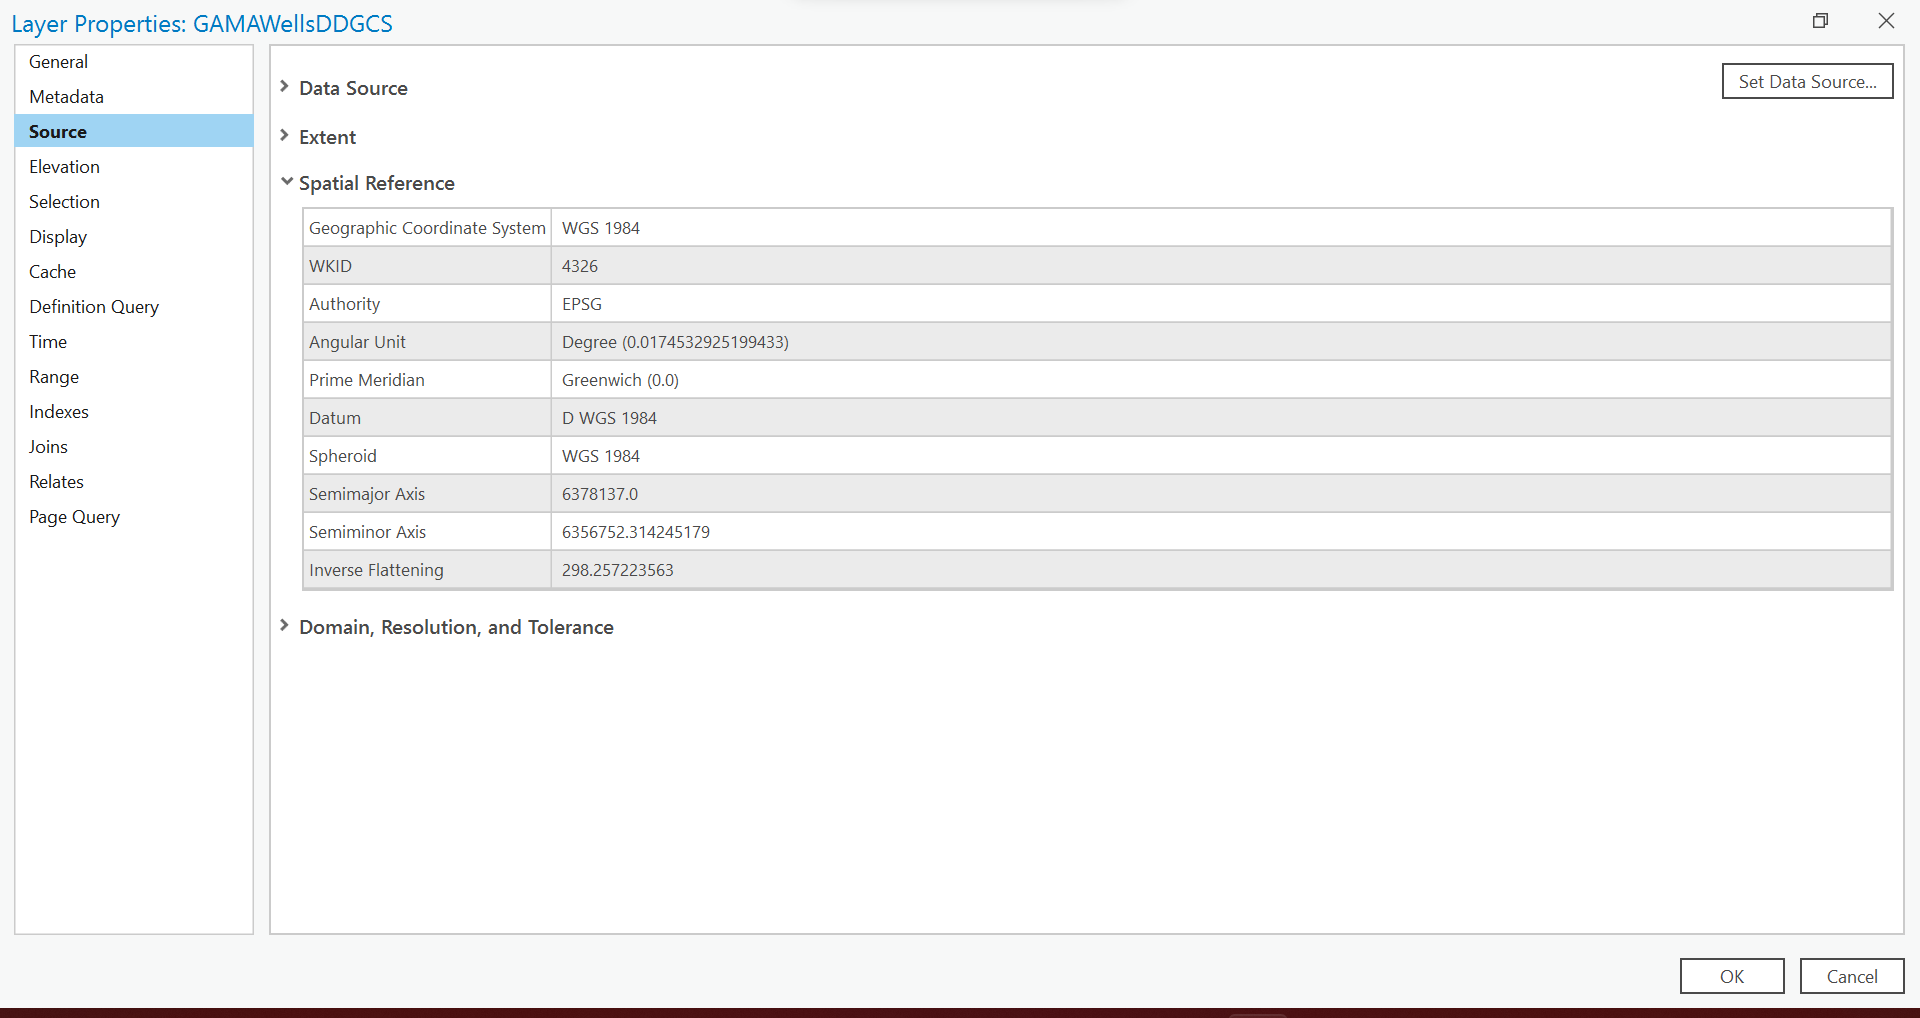 Layer Properties: GAMAWellsDDGCS
General
Metadata
Source
Elevation
Selection
Display
Cache
Definition Query
Time
Range
Indexes
Joins
Relates
Page Query
Data Source
Set Data Source...
Extent
Spatial Reference
Geographic Coordinate System WGS 1984
WKID 4326
Authority EPSG
Angular Unit Degree (0.0174532925199433)
Prime Meridian Greenwich (0.0)
Datum D WGS 1984
Spheroid WGS 1984
Semimajor Axis 6378137.0
Semiminor Axis 6356752.314245179
Inverse Flattening 298.257223563
Domain, Resolution, and Tolerance
OK Cancel